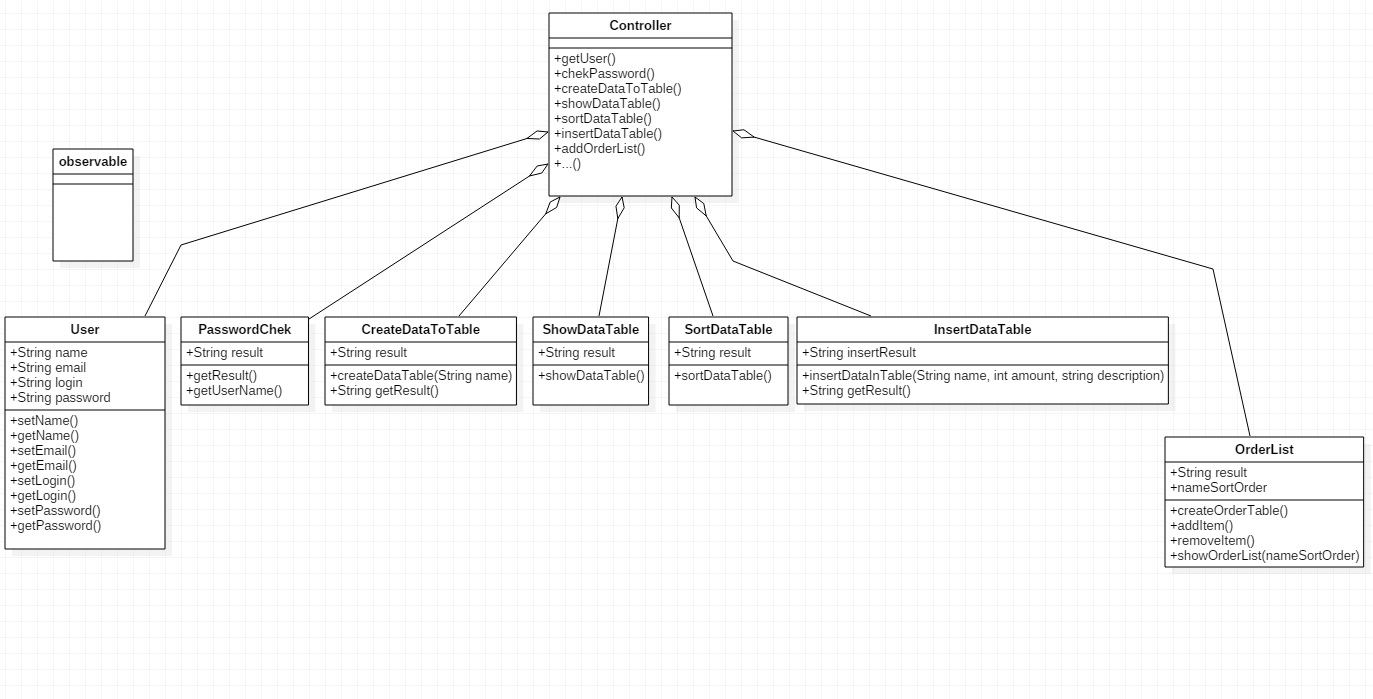 Controller
+getUser()
+chekPassword()
+createDataToTable()
+showDataTable()
+sortDataTable()
+insertDataTable()
+addOrderList()
+...()
observable
User
+String name
+String email
+String login
+String password
+setName()
+getName()
+setEmail()
+getEmail()
+setLogin()
+getLogin()
+setPassword()
+getPassword()
PasswordChek
+String result
+getResult()
+getUserName()
CreateDataToTable
+String result
+createDataTable(String name)
+String getResult()
ShowDataTable
+String result
+showDataTable()
SortDataTable
+String result
+sortDataTable()
InsertDataTable
+String insertResult
+insertDataInTable(String name, int amount, string description)
+String getResult()
OrderList
+String result
+nameSortOrder
+createOrderTable()
+addItem()
+removeItem()
+showOrderList(nameSortOrder)